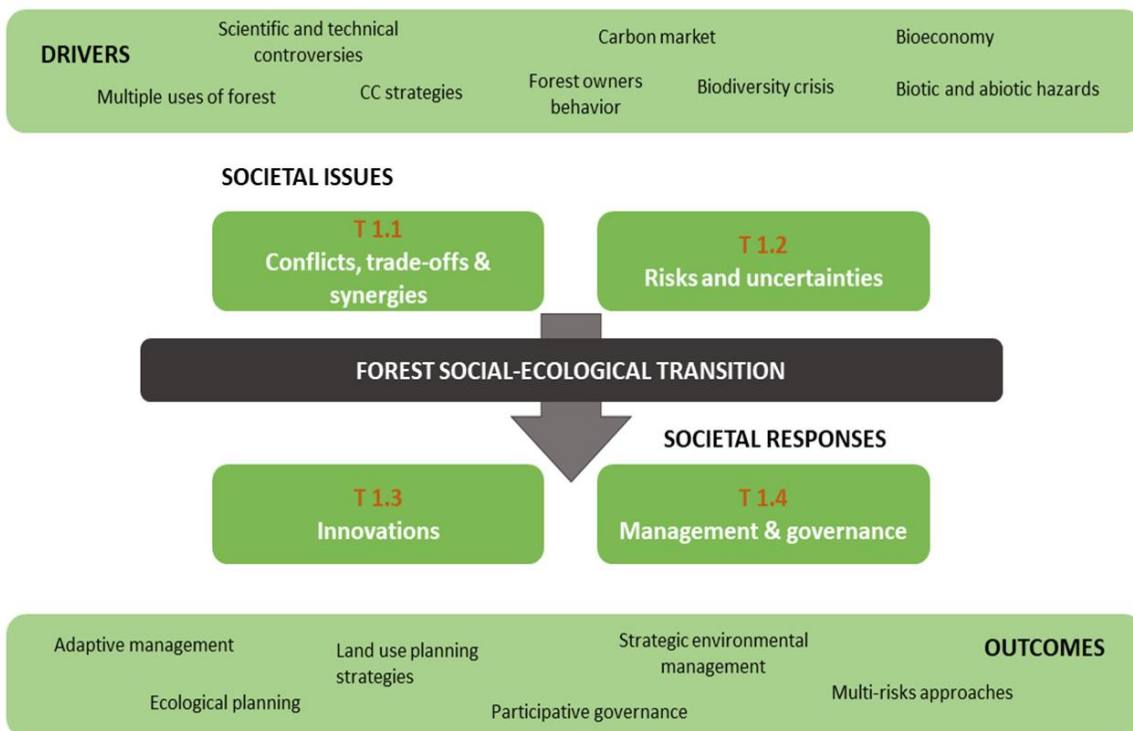 DRIVERS
Scientific and technical
controversies
Carbon market
Bioeconomy
Multiple uses of forest
CC strategies
Forest owners
behavior
Biodiversity crisis
Biotic and abiotic hazards
SOCIETAL ISSUES
T 1.1
Conflicts, trade-offs &
synergies
T 1.2
Risks and uncertainties
FOREST SOCIAL-ECOLOGICAL TRANSITION
SOCIETAL RESPONSES
T 1.3
Innovations
T 1.4
Management & governance
Adaptive management
Land use planning
strategies
Strategic environmental
management
OUTCOMES
Ecological planning
Participative governance
Multi-risks approaches